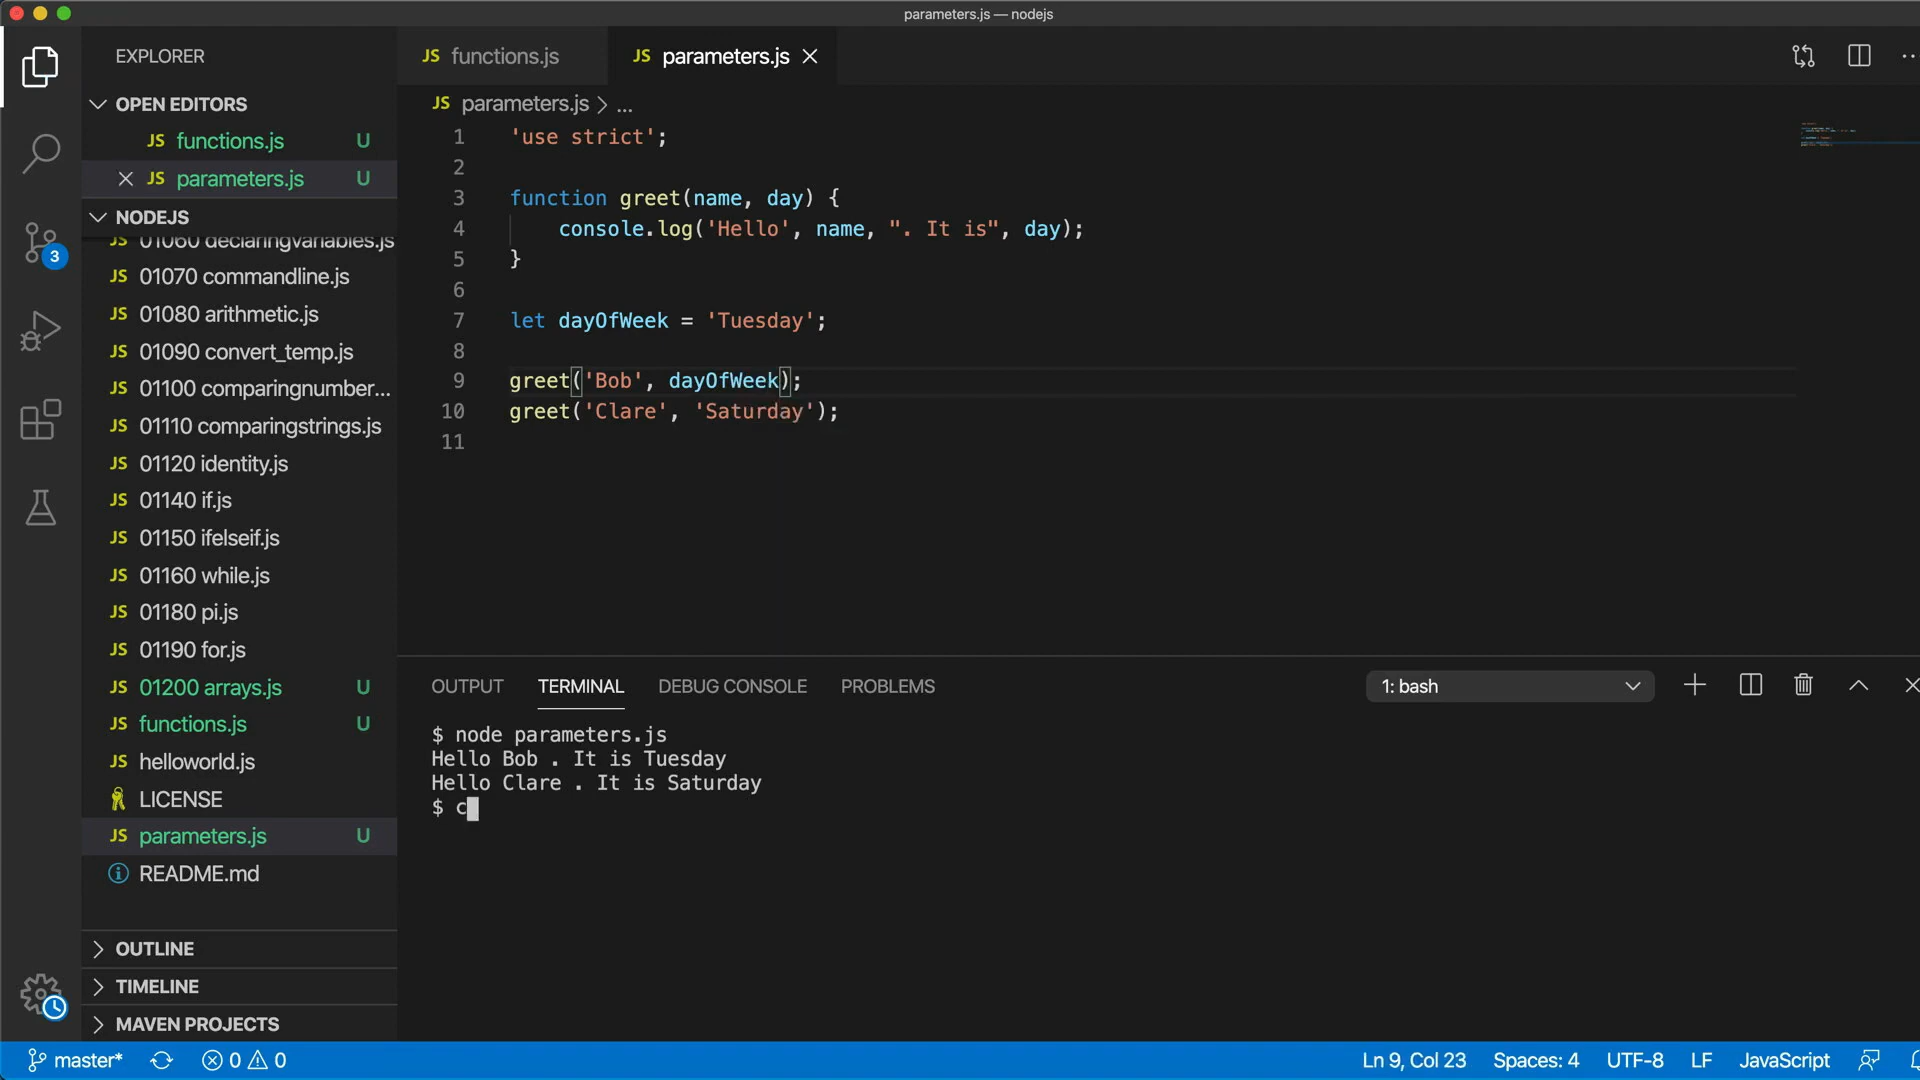 parameters.js — nodejs
EXPLORER
OPEN EDITORS
JS functions.js U
JS parameters.js U
NODEJS
JS 01060 declaringvariables.js
JS 01070 commandline.js
JS 01080 arithmetic.js
JS 01090 convert_temp.js
JS 01100 comparingnumber...
JS 01110 comparingstrings.js
JS 01120 identity.js
JS 01140 if.js
JS 01150 ifelseif.js
JS 01160 while.js
JS 01180 pi.js
JS 01190 for.js
JS 01200 arrays.js U
JS functions.js U
JS helloworld.js
LICENSE
JS parameters.js U
README.md
OUTLINE
TIMELINE
MAVEN PROJECTS
3
JS functions.js
JS parameters.js
JS parameters.js > ...
1 'use strict';
2
3 function greet(name, day) {
4 console.log('Hello', name, ". It is", day);
5 }
6
7 let dayOfWeek = 'Tuesday';
8
9 greet('Bob', dayOfWeek);
10 greet('Clare', 'Saturday');
11
OUTPUT TERMINAL DEBUG CONSOLE PROBLEMS 1: bash
$ node parameters.js
Hello Bob . It is Tuesday
Hello Clare . It is Saturday
$ c
master* 0 0 Ln 9, Col 23 Spaces: 4 UTF-8 LF JavaScript